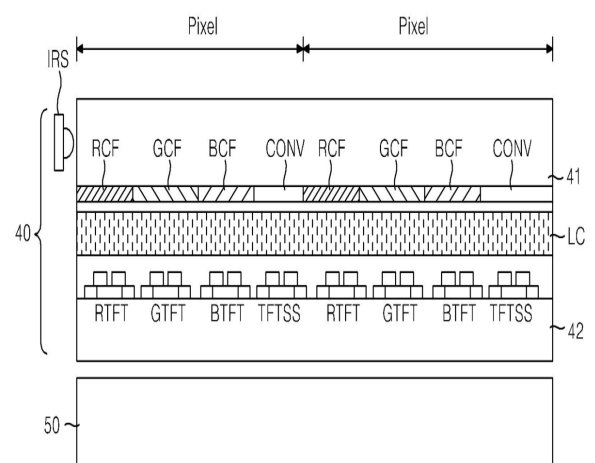 Pixel Pixel
IRS
RCF GCF BCF CONV RCF GCF BCF CONV
41
40
LC
RTFT GTFT BTFT TFTSS RTFT GTFT BTFT TFTSS
42
50